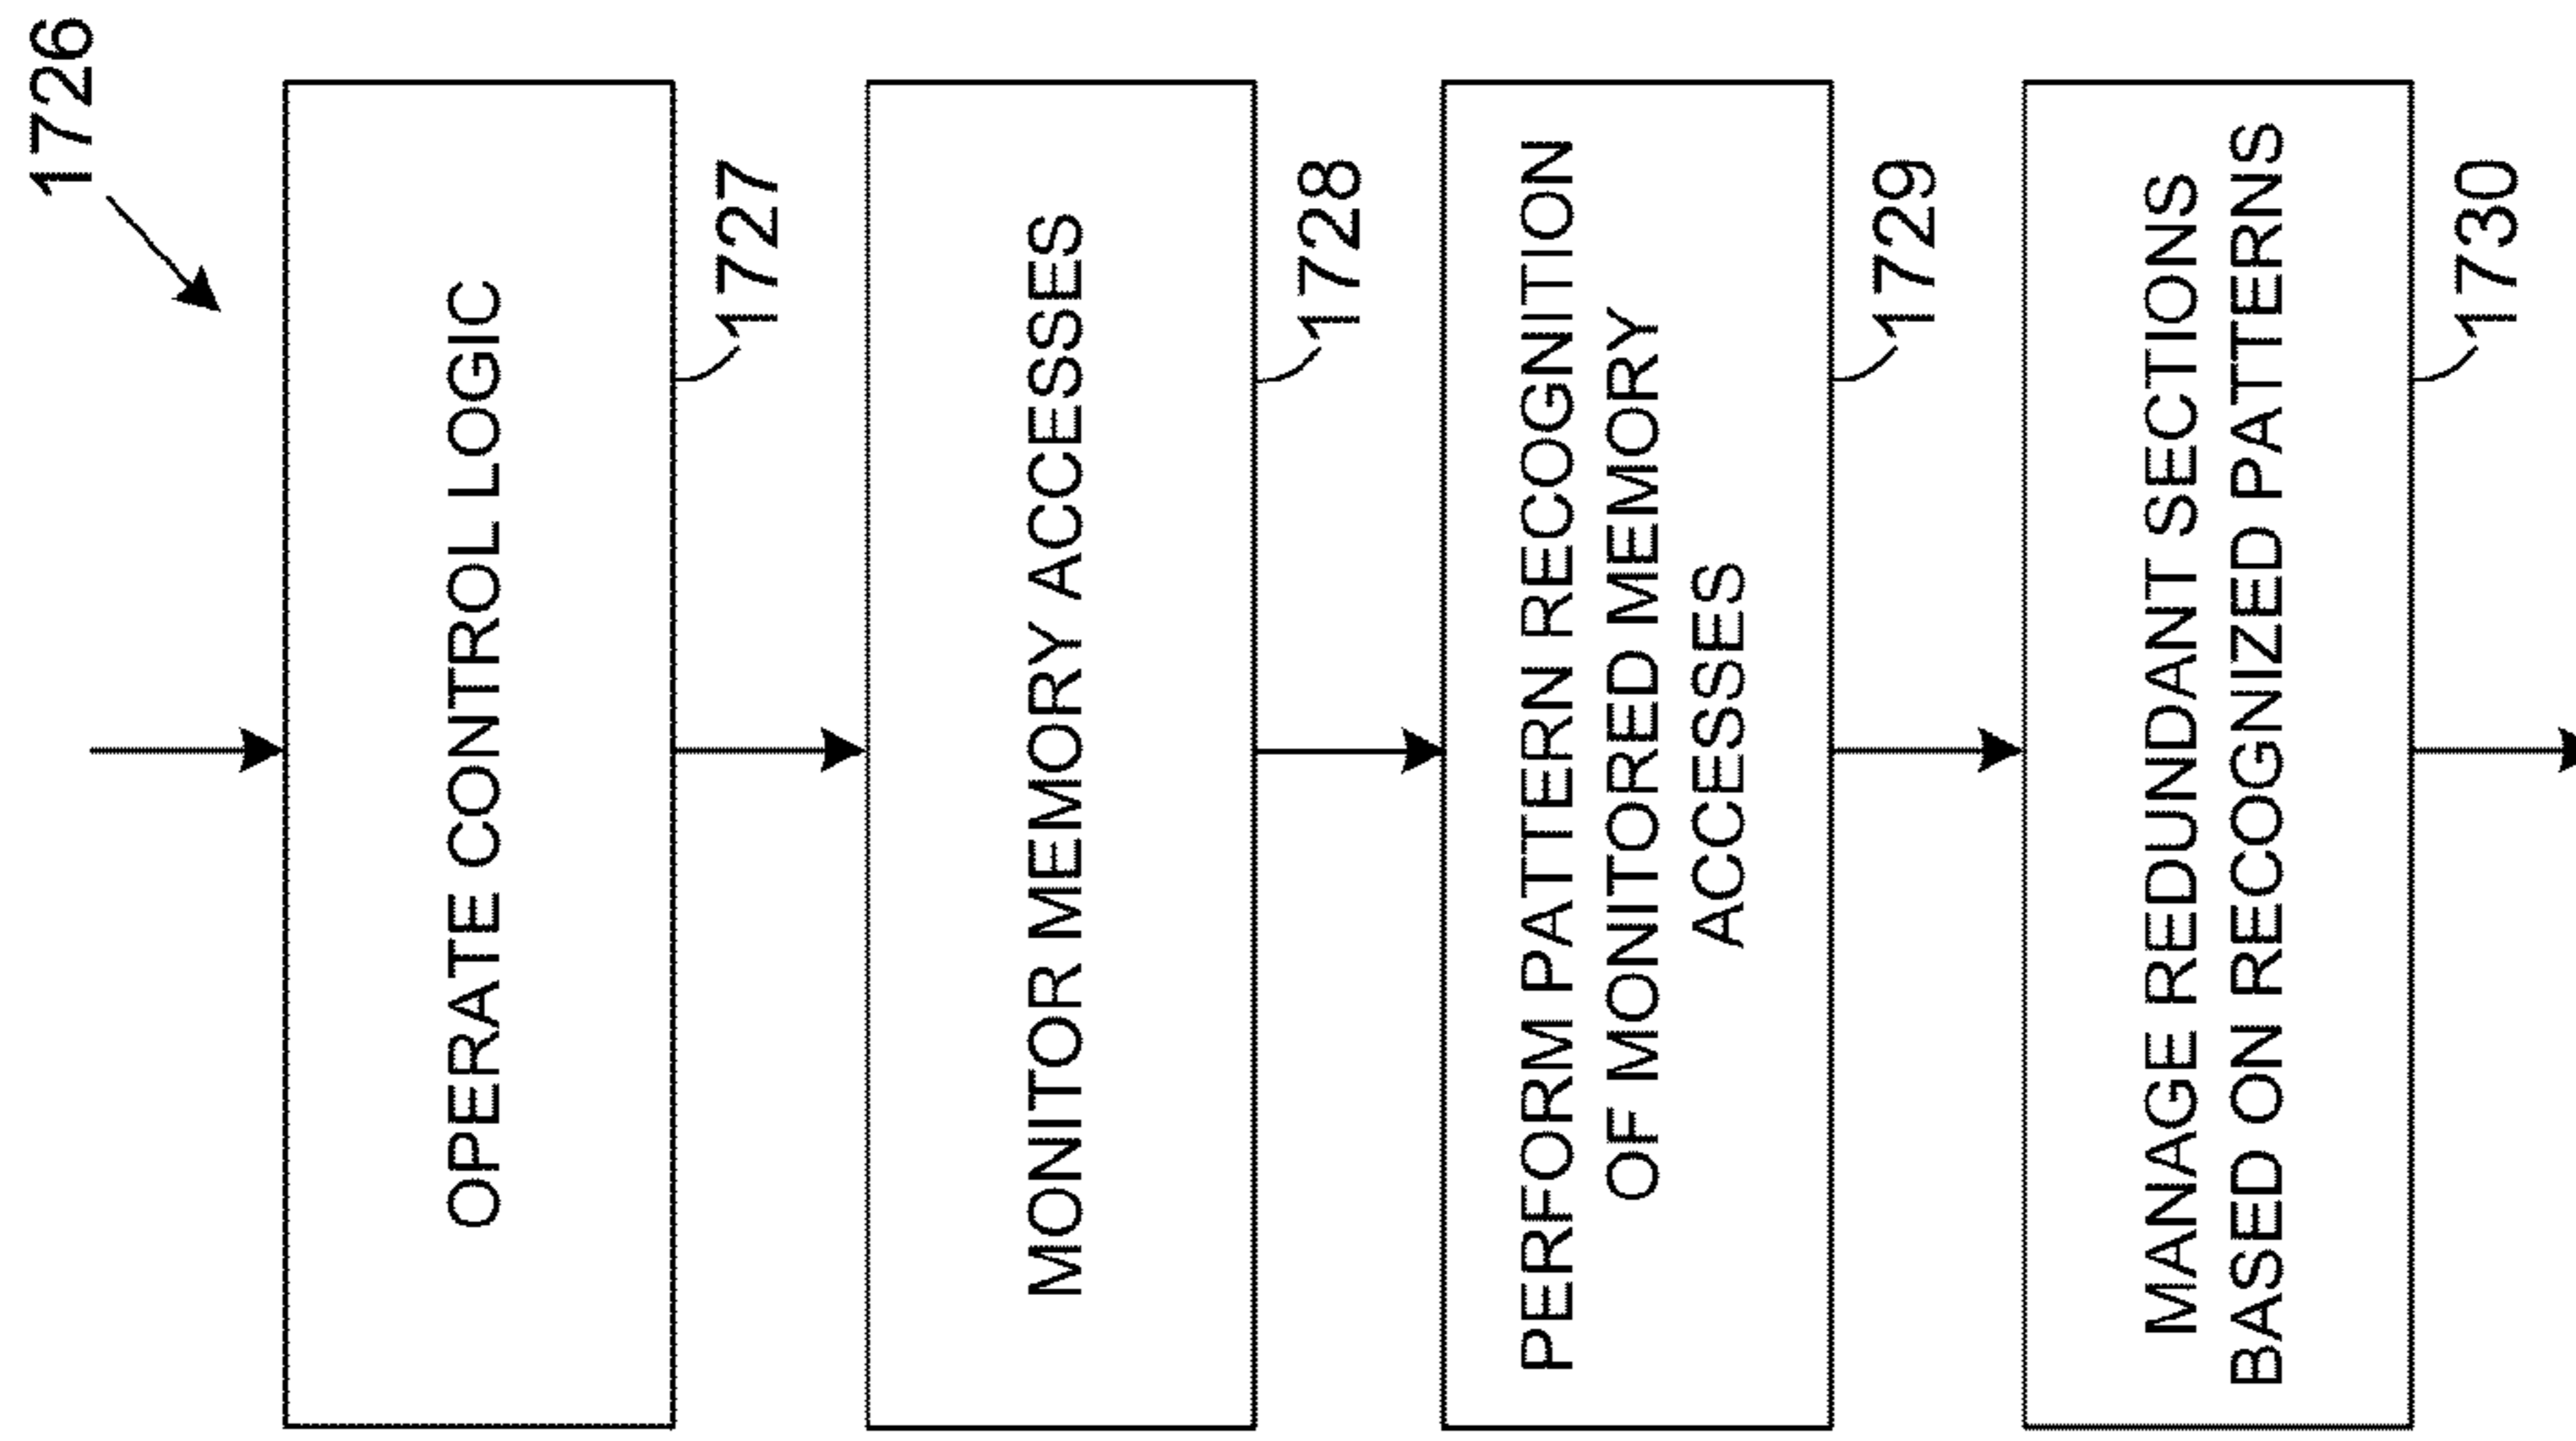 1726
OPERATE CONTROL LOGIC
1727
MONITOR MEMORY ACCESSES
1728
PERFORM PATTERN RECOGNITION
OF MONITORED MEMORY
ACCESSES
1729
MANAGE REDUNDANT SECTIONS
BASED ON RECOGNIZED PATTERNS
1730